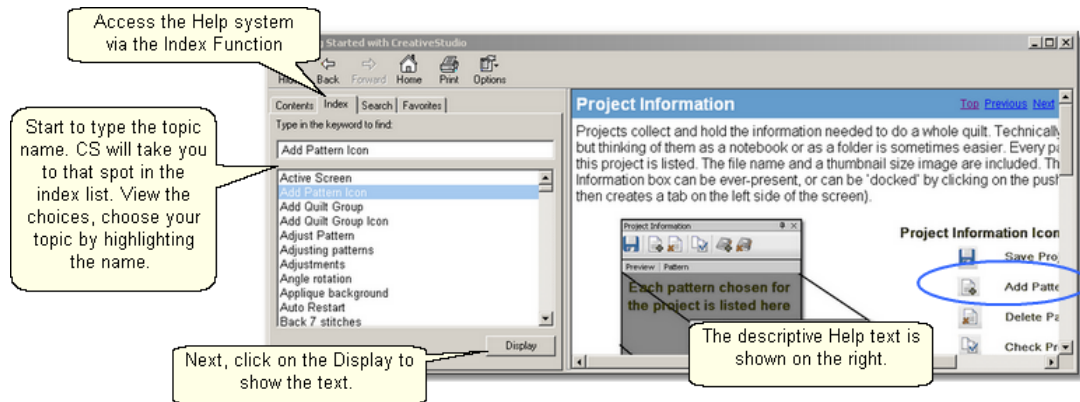 Access the Help system
via the Index Function
Started with CreativeStudio
Back Forward Home Print Options
Contents Index Search Favorites
Type in the keyword to find:
Add Pattern Icon
Active Screen
Add Pattern Icon
Add Quilt Group
Add Quilt Group Icon
Adjust Pattern
Adjusting patterns
Adjustments
Angle rotation
Applique background
Auto Restart
Back 7 stitches
Display
Start to type the topic
name. CS will take you
to that spot in the
index list. View the
choices, choose your
topic by highlighting
the name.
Next, click on the Display to
show the text.
Project Information
Top Previous Next
Projects collect and hold the information needed to do a whole quilt. Technically
but thinking of them as a notebook or as a folder is sometimes easier. Every
this project is listed. The file name and a thumbnail size image are included.
Information box can be ever-present, or can be 'docked' by clicking on the
then creates a tab on the left side of the screen).
Project Information
Preview Pattern
Each pattern chosen for
the project is listed here
Project Information Icon
Save
Add
Delete
Check
The descriptive Help text is
shown on the right.